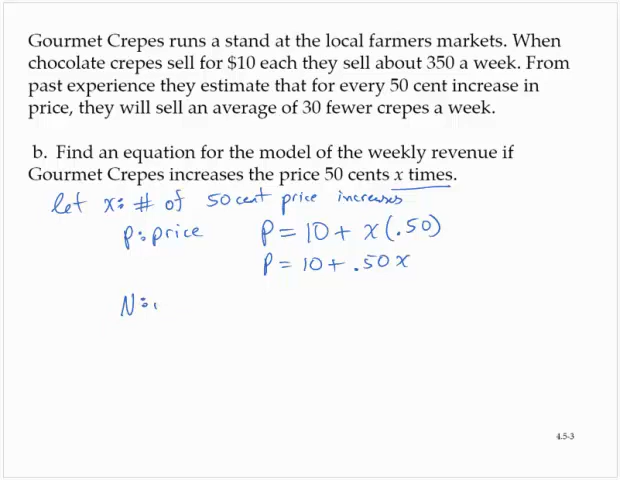 Gourmet Crepes runs a stand at the local farmers markets. When
chocolate crepes sell for $10 each they sell about 350 a week. From
past experience they estimate that for every 50 cent increase in
price, they will sell an average of 30 fewer crepes a week.
b. Find an equation for the model of the weekly revenue if
Gourmet Crepes increases the price 50 cents x times.
let x: # of 50 cent price increases
p: price P = 10 + x(.50)
P = 10 + .50x
N:
4.5-3